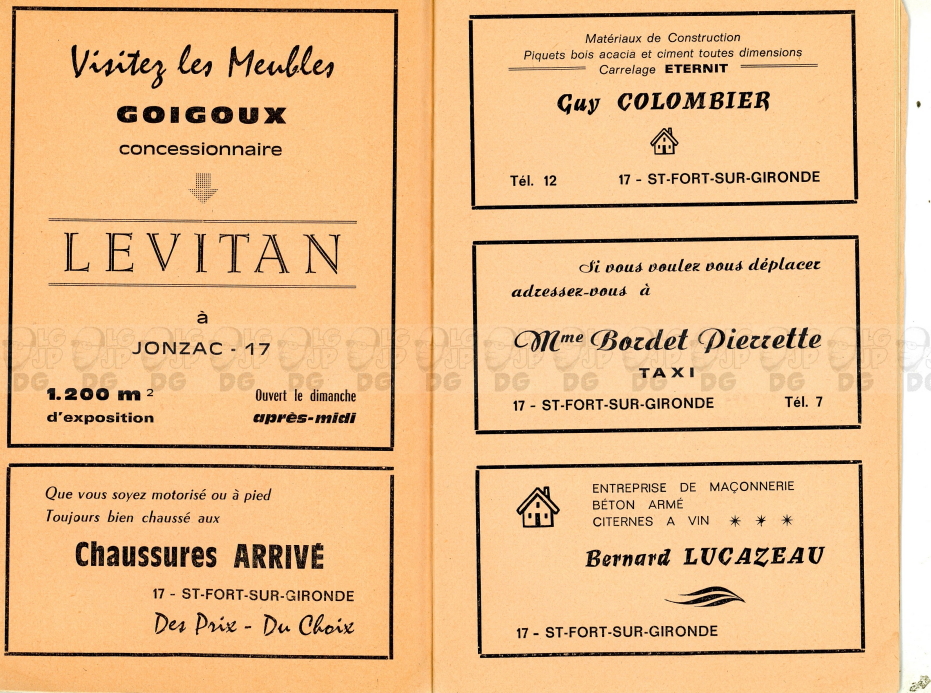 Visitez les Meubles
GOIGOUX
concessionnaire
LEVITAN
à
JONZAC - 17
1.200 m²
d'exposition
Ouvert le dimanche
après-midi
Que vous soyez motorisé ou à pied
Toujours bien chaussé aux
Chaussures ARRIVÉ
17 - ST-FORT-SUR-GIRONDE
Des Prix - Du Choix
Matériaux de Construction
Piquets bois acacia et ciment toutes dimensions
Carrelage ETERNIT
Guy COLOMBIER
Tél. 12 17 - ST-FORT-SUR-GIRONDE
Si vous voulez vous déplacer
adressez-vous à
Mme Bordet Pierrette
TAXI
17 - ST-FORT-SUR-GIRONDE Tél. 7
ENTREPRISE DE MAÇONNERIE
BÉTON ARMÉ
CITERNES A VIN
Bernard LUCAZEAU
17 - ST-FORT-SUR-GIRONDE
LG JP DG